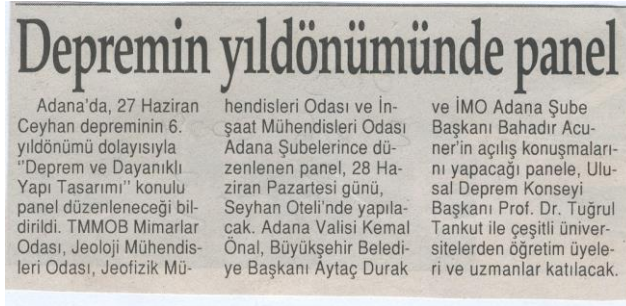 Depremin yıldönümünde panel
Adana'da, 27 Haziran
Ceyhan depreminin 6.
yıldönümü dolayısıyla
"Deprem ve Dayanıklı
Yapı Tasarımı" konulu
panel düzenleneceği bil-
dirildi. TMMOB Mimarlar
Odası, Jeoloji Mühendis-
leri Odası, Jeofizik Mü-
hendisleri Odası ve İn-
şaat Mühendisleri Odası
Adana Şubelerince dü-
zenlenen panel, 28 Ha-
ziran Pazartesi günü,
Seyhan Oteli'nde yapıla-
cak. Adana Valisi Kemal
Önal, Büyükşehir Beledi-
ye Başkanı Aytaç Durak
ve İMO Adana Şube
Başkanı Bahadır Acu-
ner'in açılış konuşmaları-
nı yapacağı panele, Ulu-
sal Deprem Konseyi
Başkanı Prof. Dr. Tuğrul
Tankut ile çeşitli üniver-
sitelerden öğretim üyele-
ri ve uzmanlar katılacak.